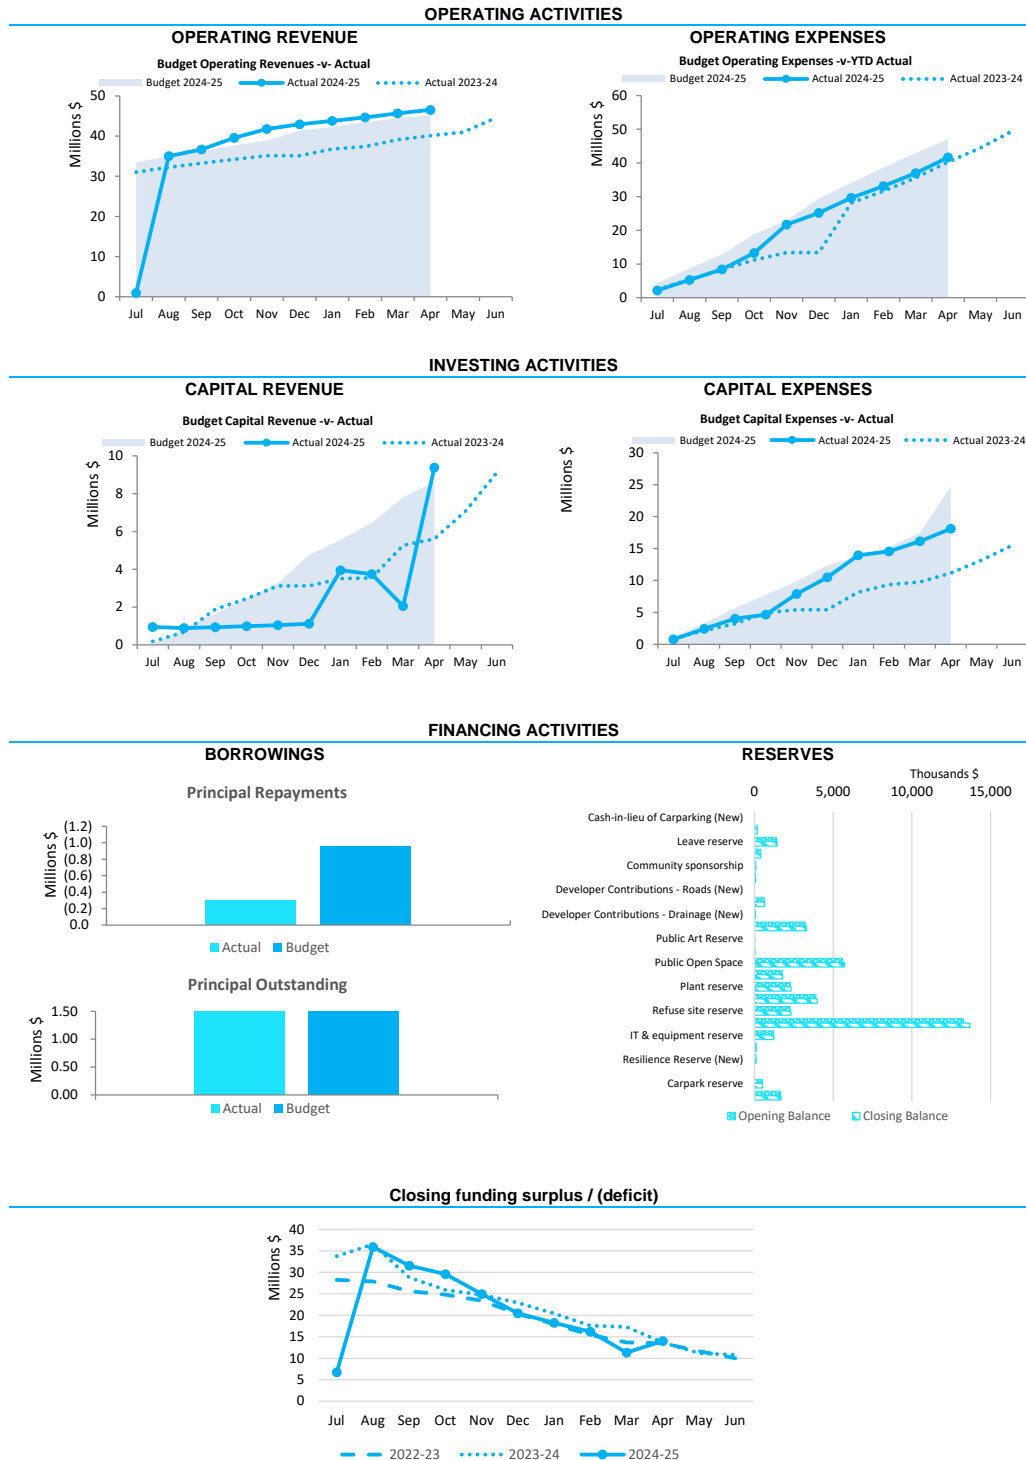 OPERATING ACTIVITIES
OPERATING REVENUE
Budget Operating Revenues -v- Actual
Budget 2024-25
Actual 2024-25
Actual 2023-24
Millions $
50
40
30
20
10
0
Jul Aug Sep Oct Nov Dec Jan Feb Mar Apr May Jun
OPERATING EXPENSES
Budget Operating Expenses -v-YTD Actual
Budget 2024-25
Actual 2024-25
Actual 2023-24
Millions $
60
50
40
30
20
10
0
Jul Aug Sep Oct Nov Dec Jan Feb Mar Apr May Jun
INVESTING ACTIVITIES
CAPITAL REVENUE
Budget Capital Revenue -v- Actual
Budget 2024-25
Actual 2024-25
Actual 2023-24
Millions $
10
8
6
4
2
0
Jul Aug Sep Oct Nov Dec Jan Feb Mar Apr May Jun
CAPITAL EXPENSES
Budget Capital Expenses -v- Actual
Budget 2024-25
Actual 2024-25
Actual 2023-24
Millions $
30
25
20
15
10
5
0
Jul Aug Sep Oct Nov Dec Jan Feb Mar Apr May Jun
FINANCING ACTIVITIES
BORROWINGS
Principal Repayments
Millions $
(1.2)
(1.0)
(0.8)
(0.6)
(0.4)
(0.2)
0.0
Actual
Budget
Principal Outstanding
Millions $
1.50
1.00
0.50
0.00
Actual
Budget
RESERVES
Thousands $
0 5,000 10,000 15,000
Cash-in-lieu of Carparking (New)
Leave reserve
Community sponsorship
Developer Contributions - Roads (New)
Developer Contributions - Drainage (New)
Public Art Reserve
Public Open Space
Plant reserve
Refuse site reserve
IT & equipment reserve
Resilience Reserve (New)
Carpark reserve
Opening Balance
Closing Balance
Closing funding surplus / (deficit)
Millions $
40
35
30
25
20
15
10
5
0
Jul Aug Sep Oct Nov Dec Jan Feb Mar Apr May Jun
2022-23
2023-24
2024-25